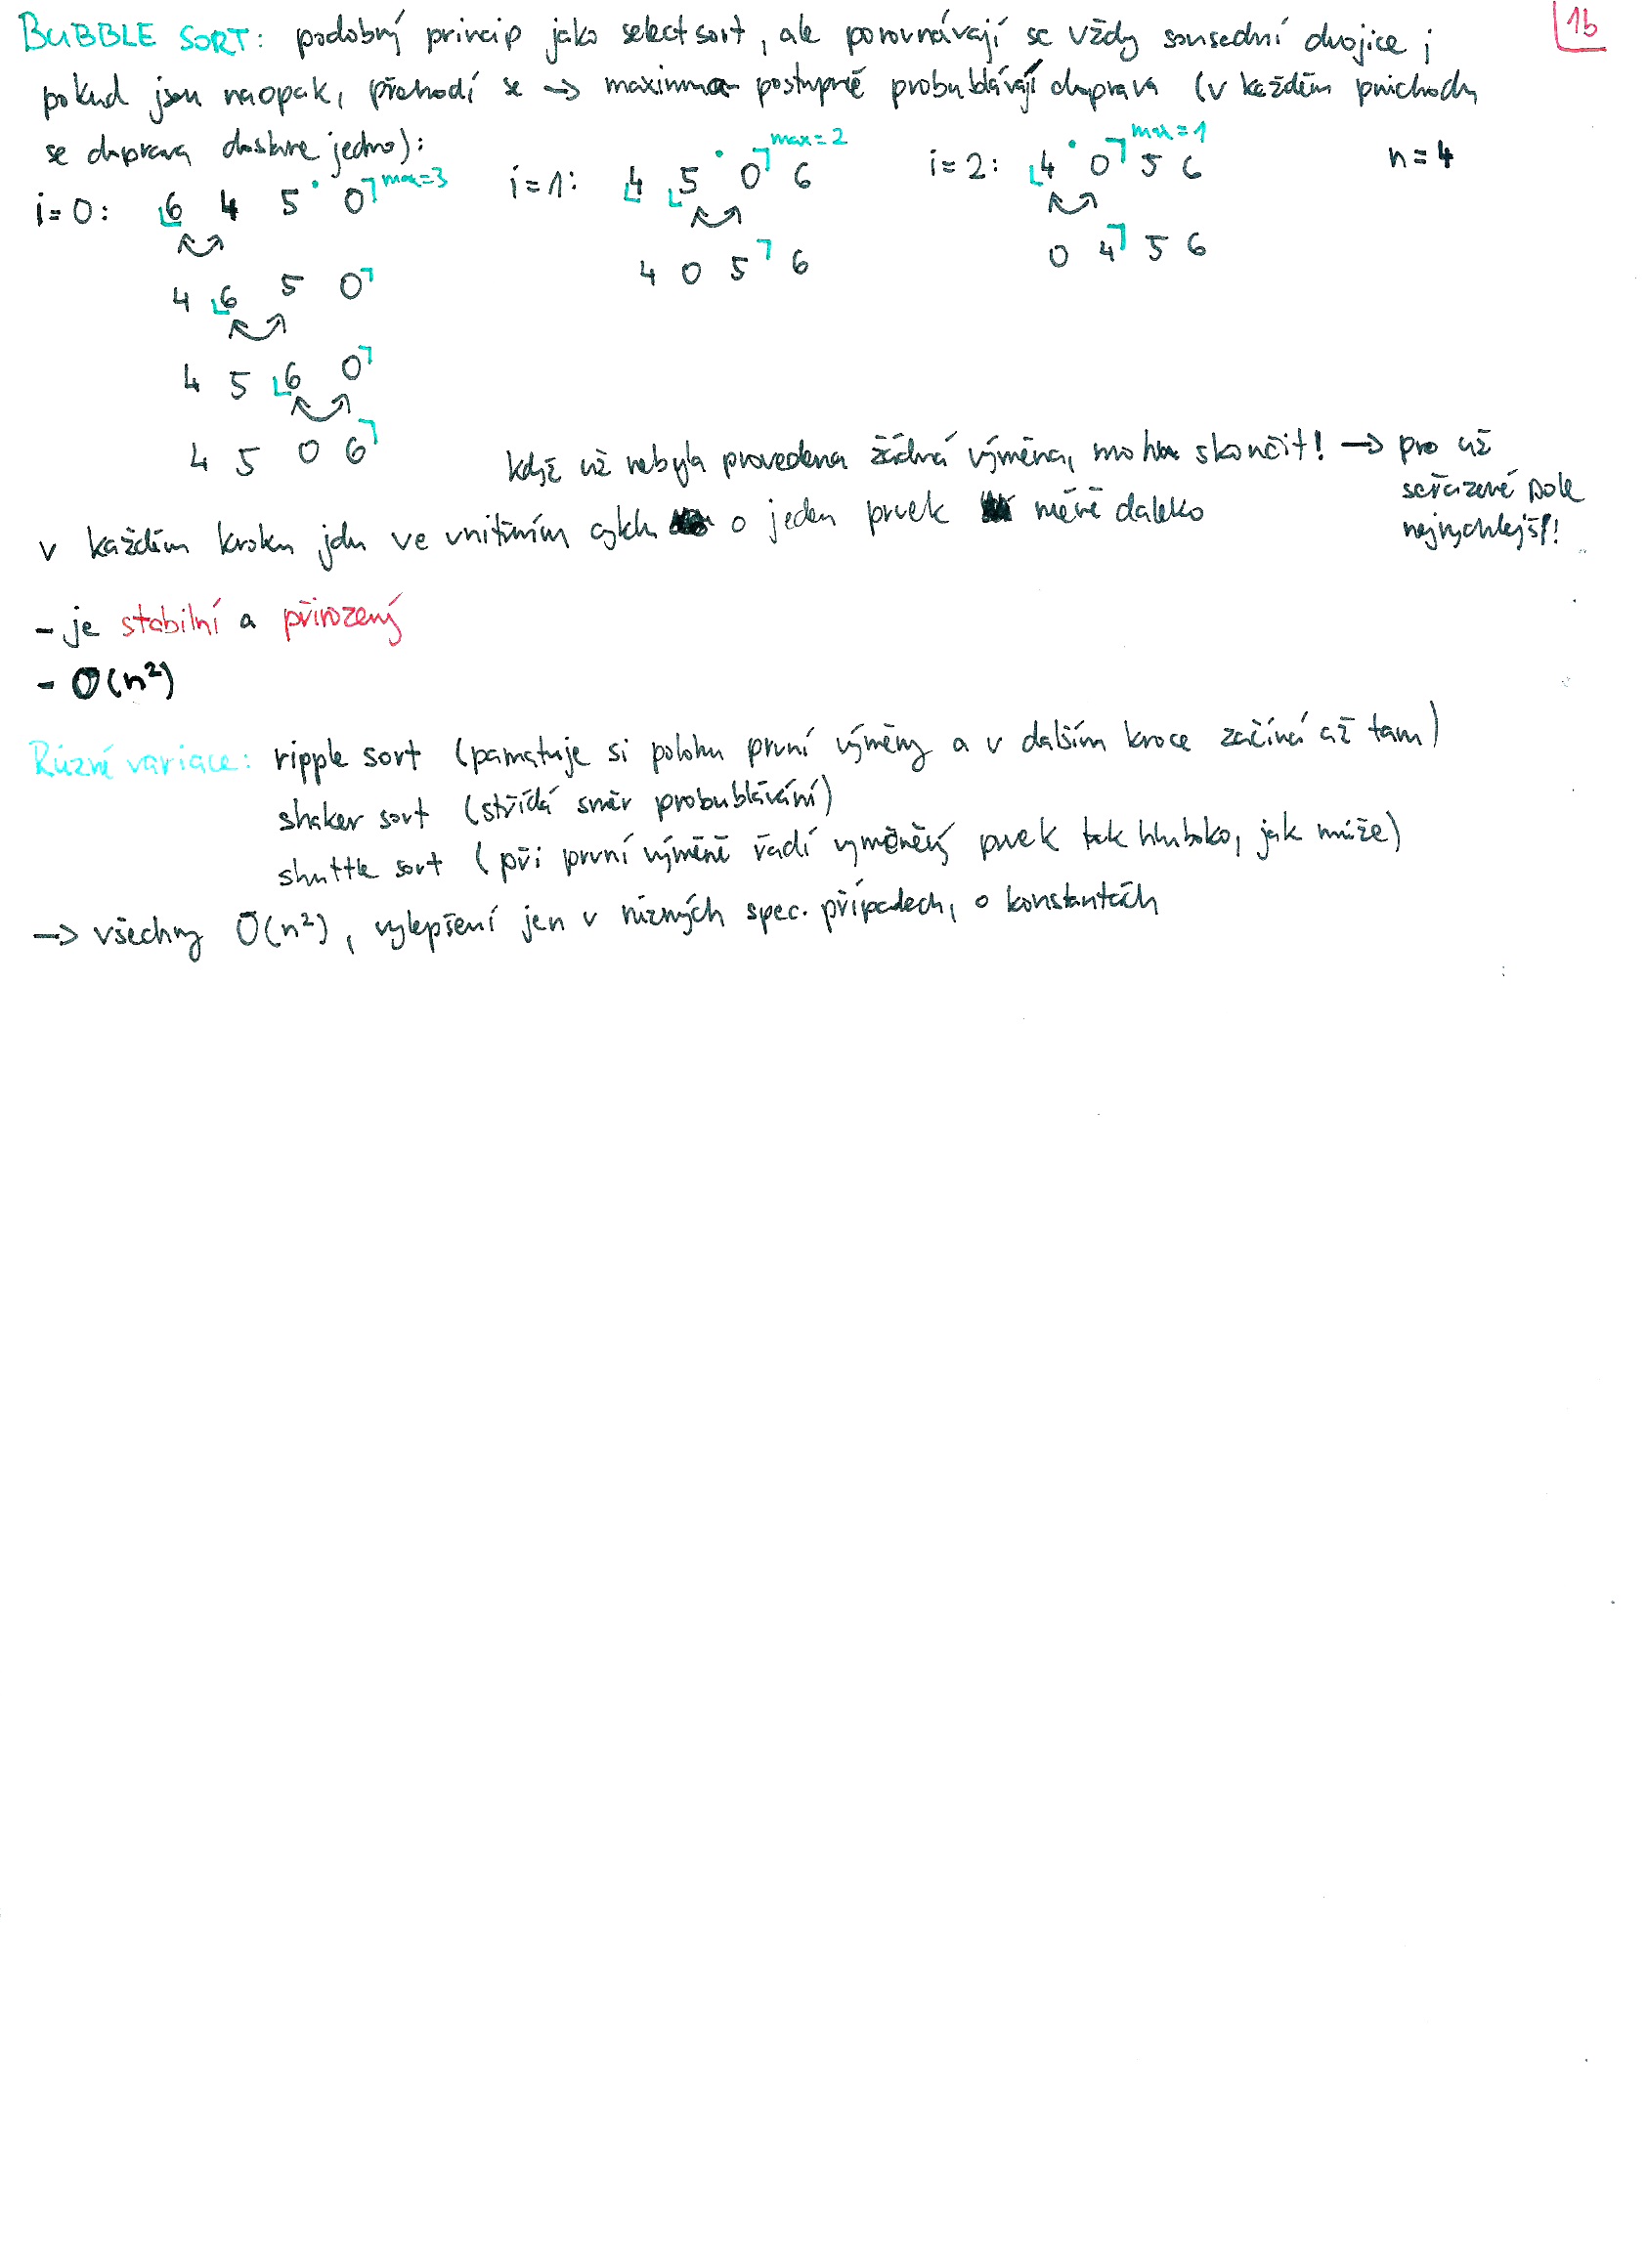 1b
BUBBLE SORT: podobný princip jako selectsort, ale porovnávají se vždy sousední dvojice;
pokud jsou naopak, přehodí se → maxima postupně probublávají doprava (v každém průchodu
se doprava dostane jedno):
n=4
i=0: 6 4 5 0 max=3
4 6 5 0
4 5 6 0
4 5 0 6
i=1: 4 5 0 6 max=2
4 0 5 6
i=2: 4 0 5 6 max=1
0 4 5 6
Když už nebyla provedena žádná výměna, mohu skončit! → pro už
seřazené pole
nejrychlejší!
v každém kroku jdu ve vnitřním cyklu o jeden prvek méně daleko
- je stabilní a přirozený
- O(n²)
Různé variace: ripple sort (pamatuje si polohu první výměny a v dalším kroce začíná až tam)
shaker sort (střídá směr probublávání)
shuttle sort (při první výměně řadí vyměněný prvek tak hluboko, jak může)
→ všechny O(n²), vylepšení jen v různých spec. případech, o konstantách